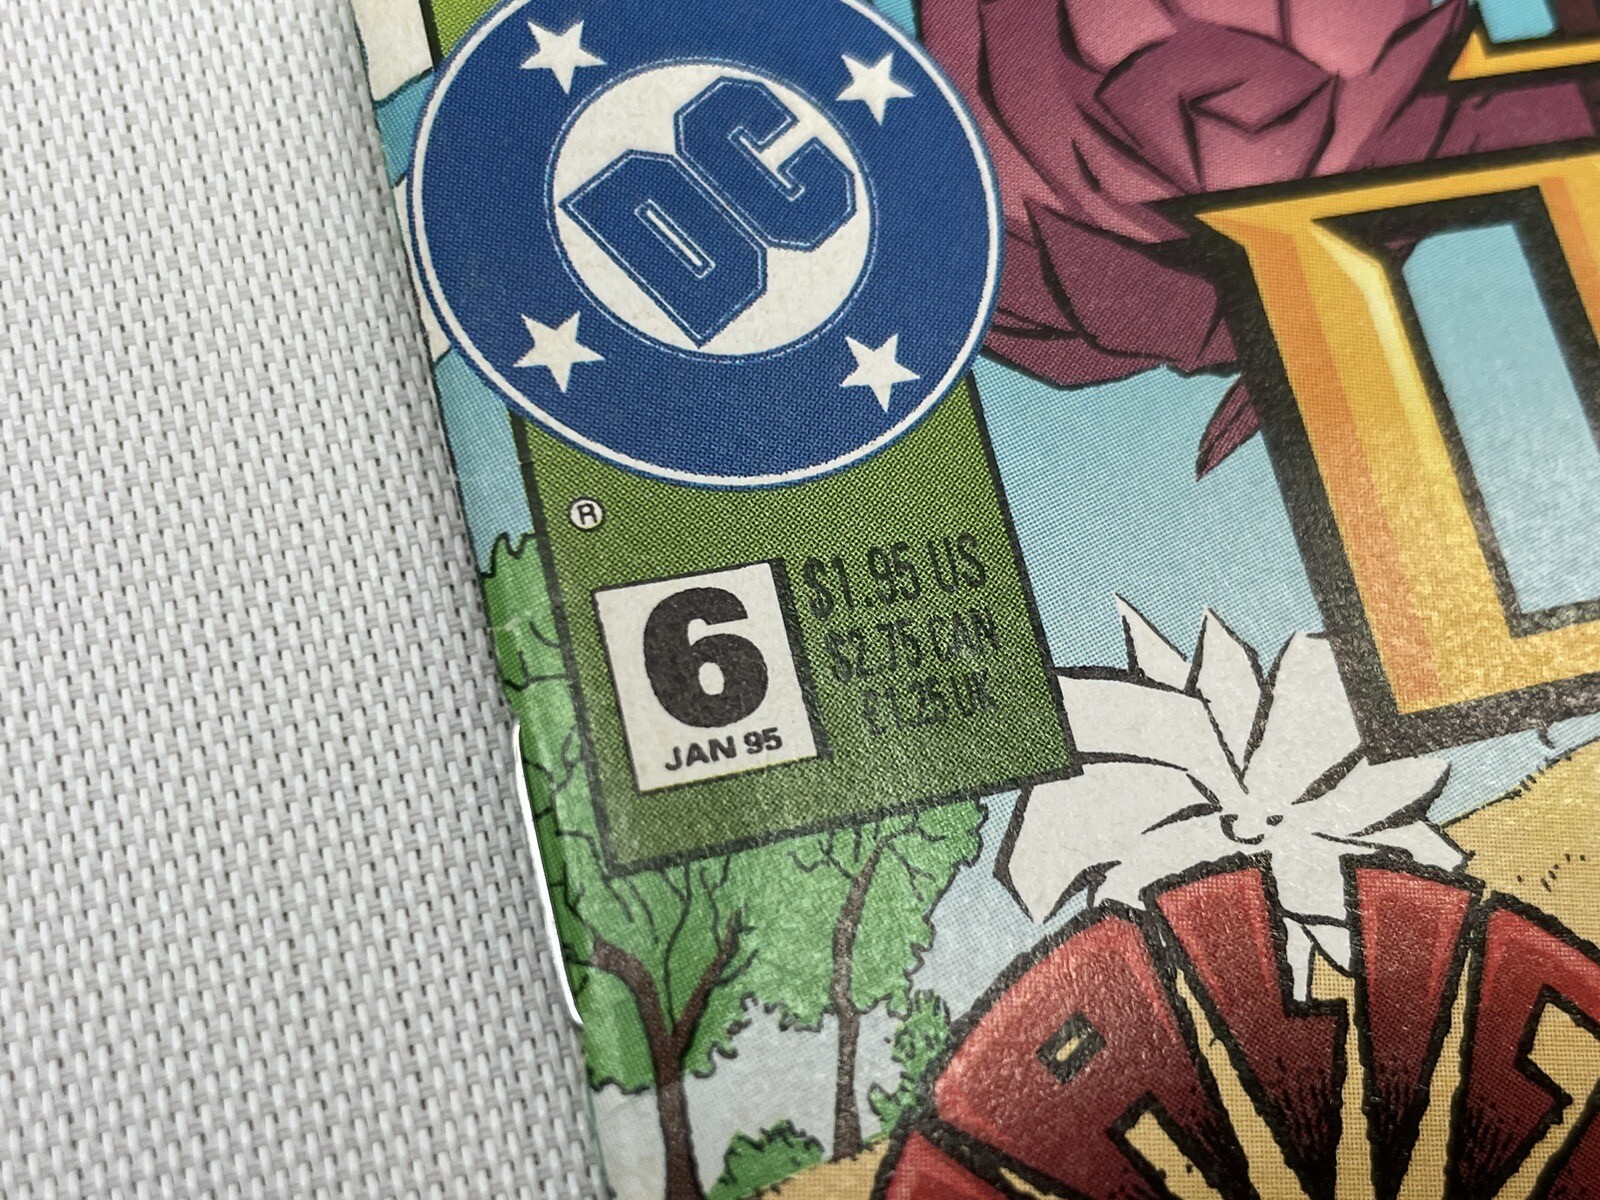 DC
®
6
JAN 95
$1.95 US
$2.75 CAN
£1.25 UK